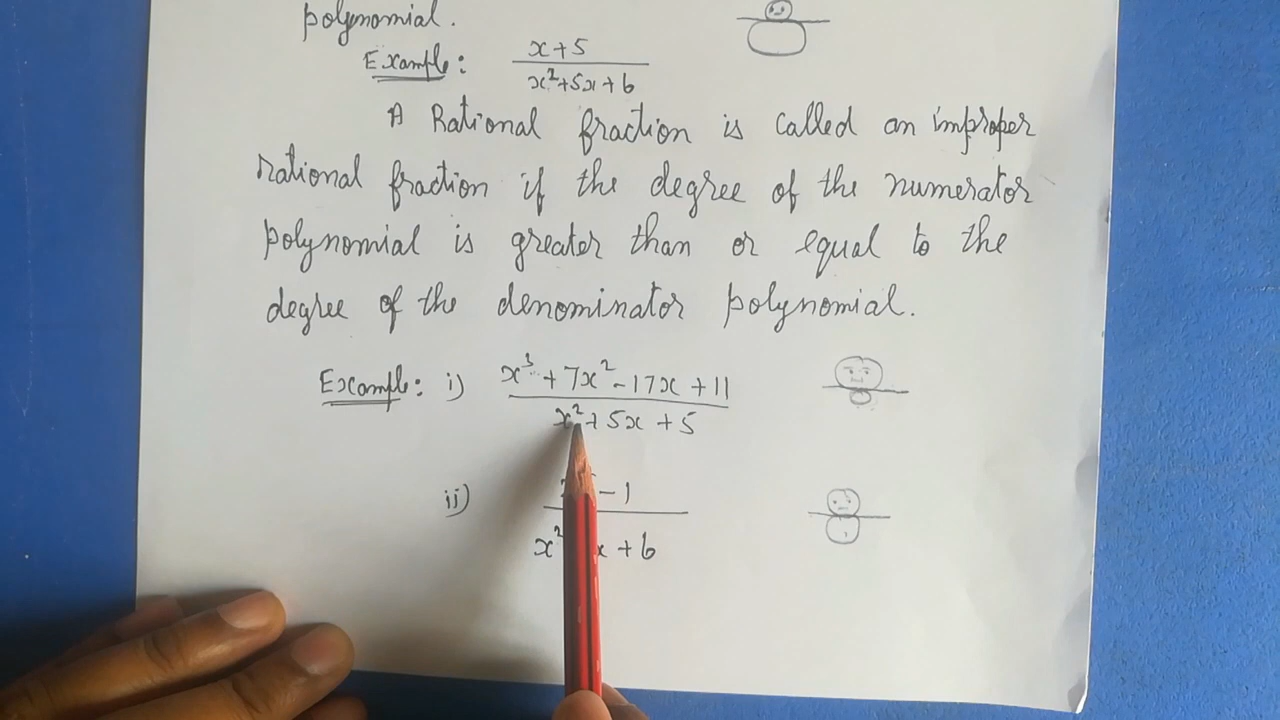 polynomial.
Example: x+5
x²+5x+6
A Rational fraction is called an improper
rational fraction if the degree of the numerator
polynomial is greater than or equal to the
degree of the denominator polynomial.
Example: i) x³+7x²-17x+11
x²+5x+5
ii) -1
x² x+6